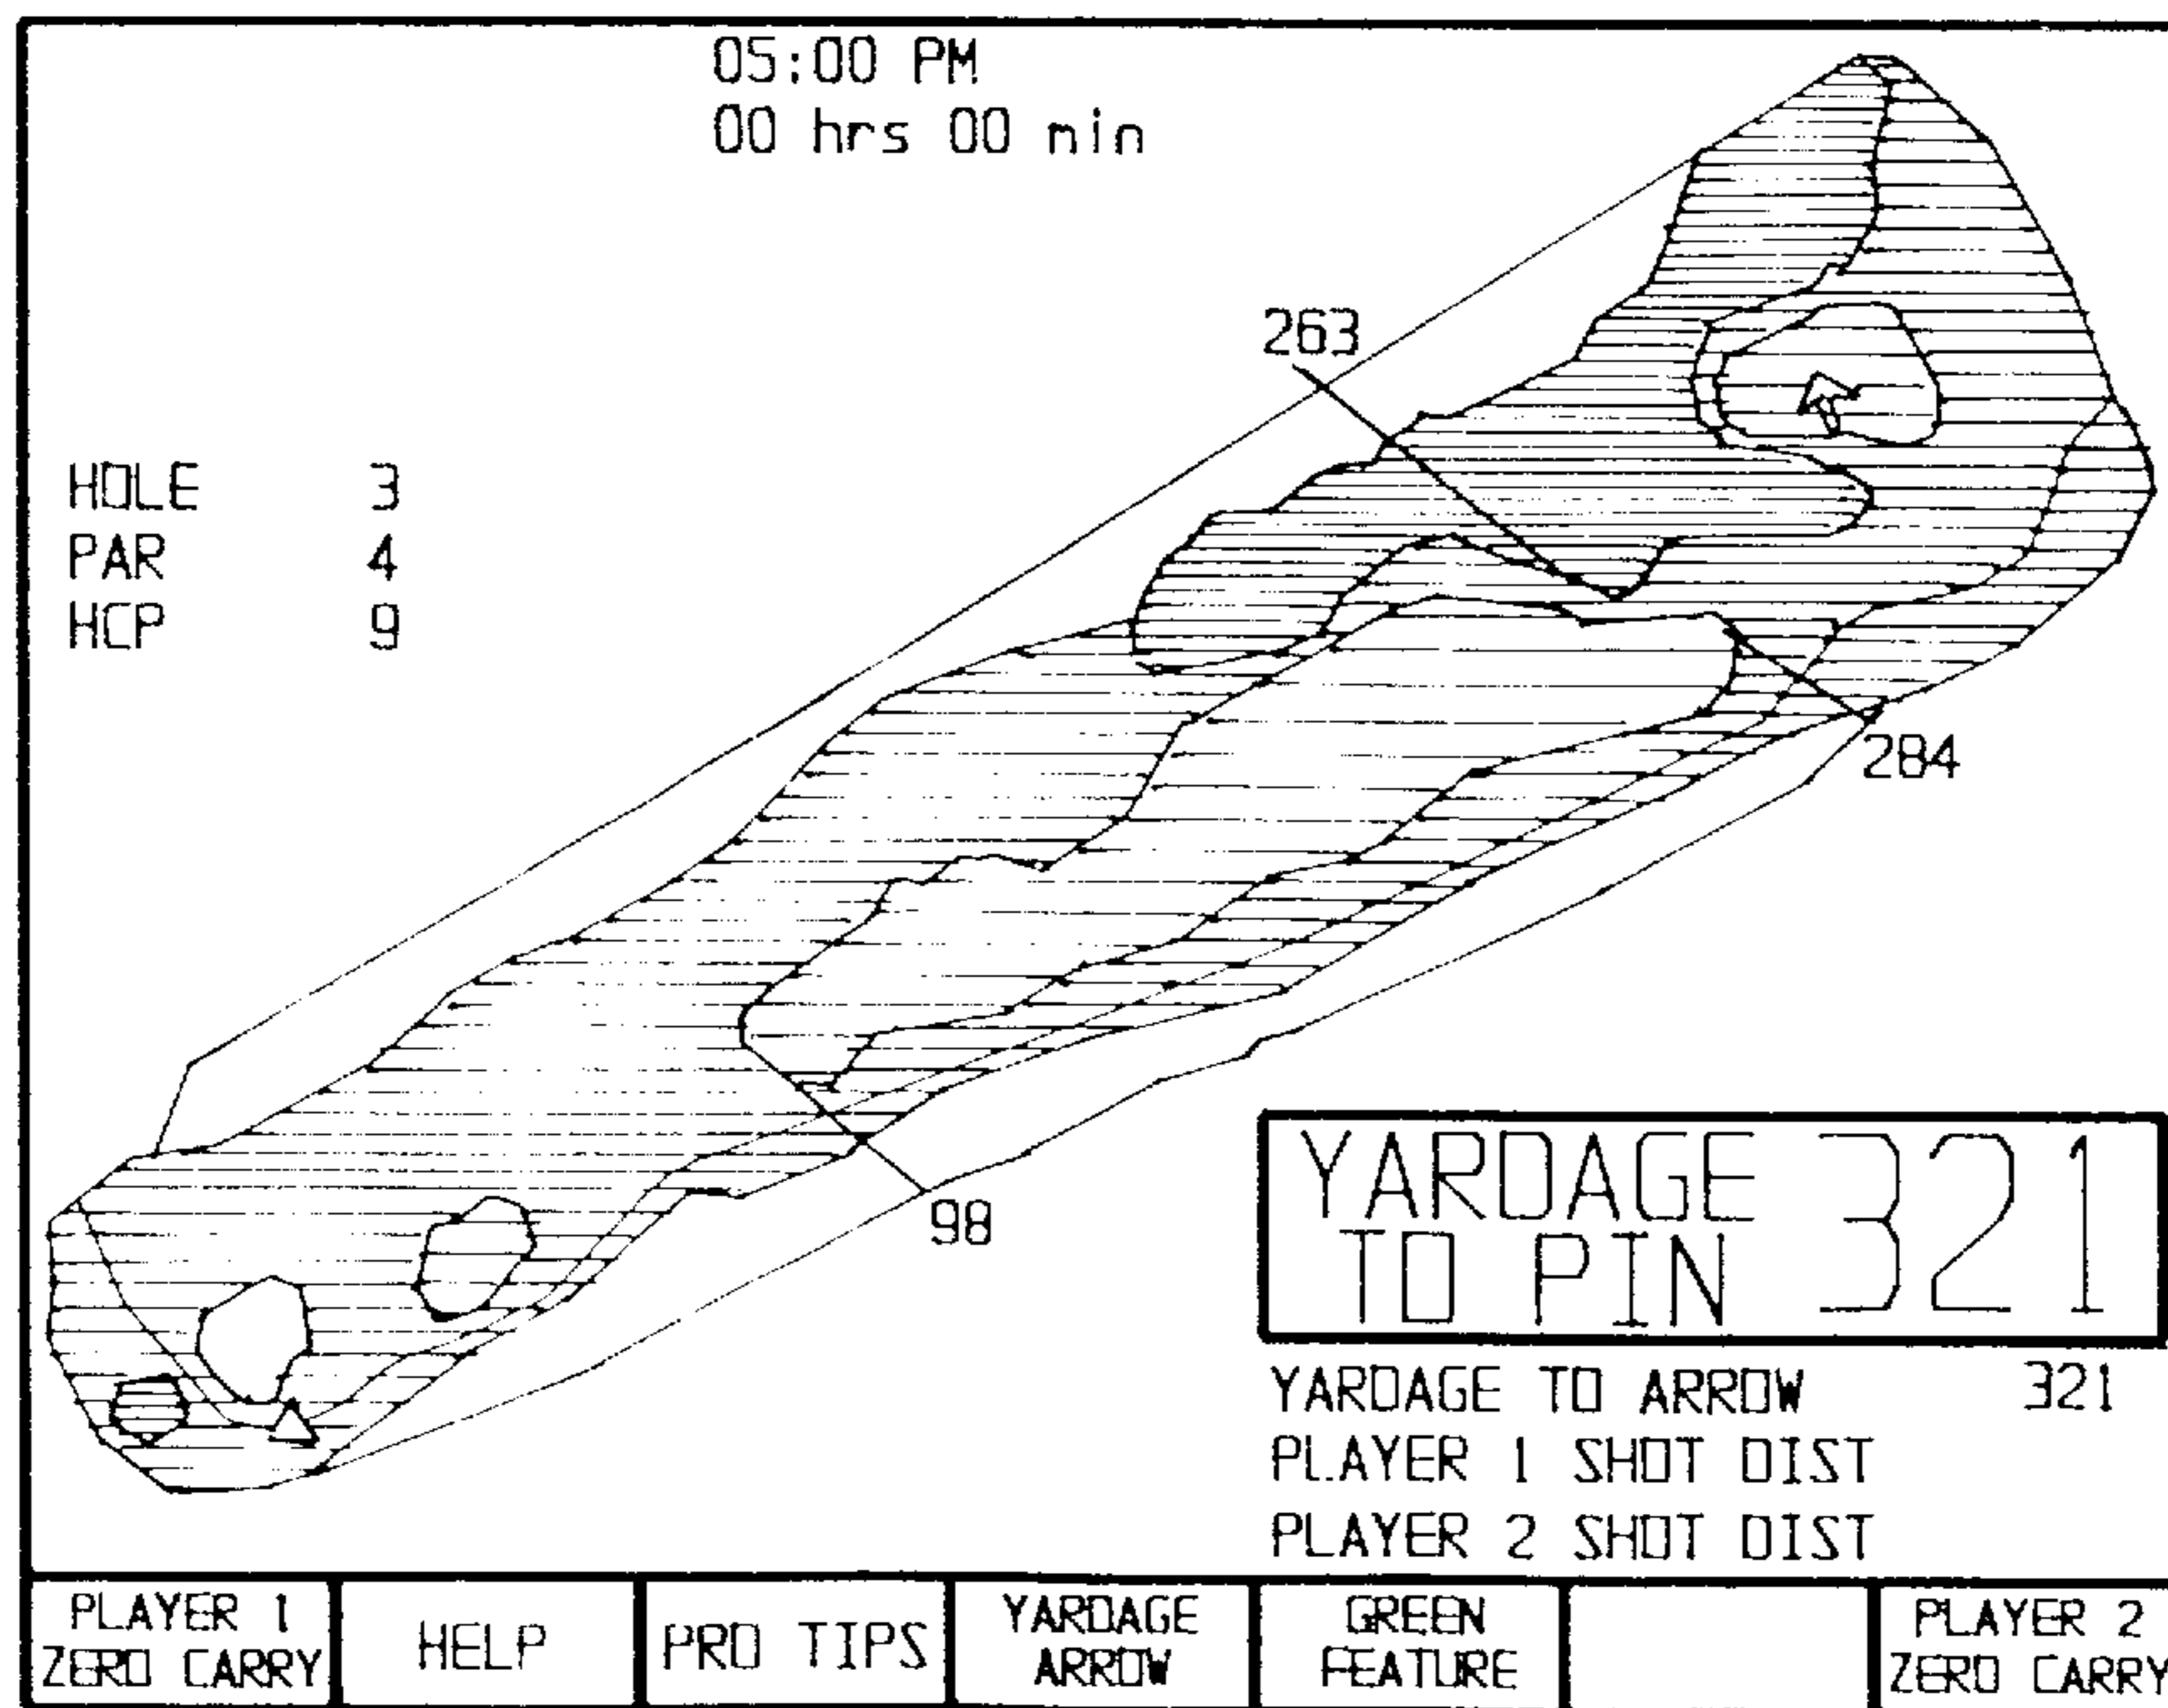 05:00 PM
00 hrs 00 min
263
HOLE 3
PAR 4
HCP 9
284
98
YARDAGE
TO PIN 321
YARDAGE TO ARROW 321
PLAYER 1 SHOT DIST
PLAYER 2 SHOT DIST
PLAYER 1
ZERO CARRY
HELP
PRO TIPS
YARDAGE
ARROW
GREEN
FEATURE
PLAYER 2
ZERO CARRY